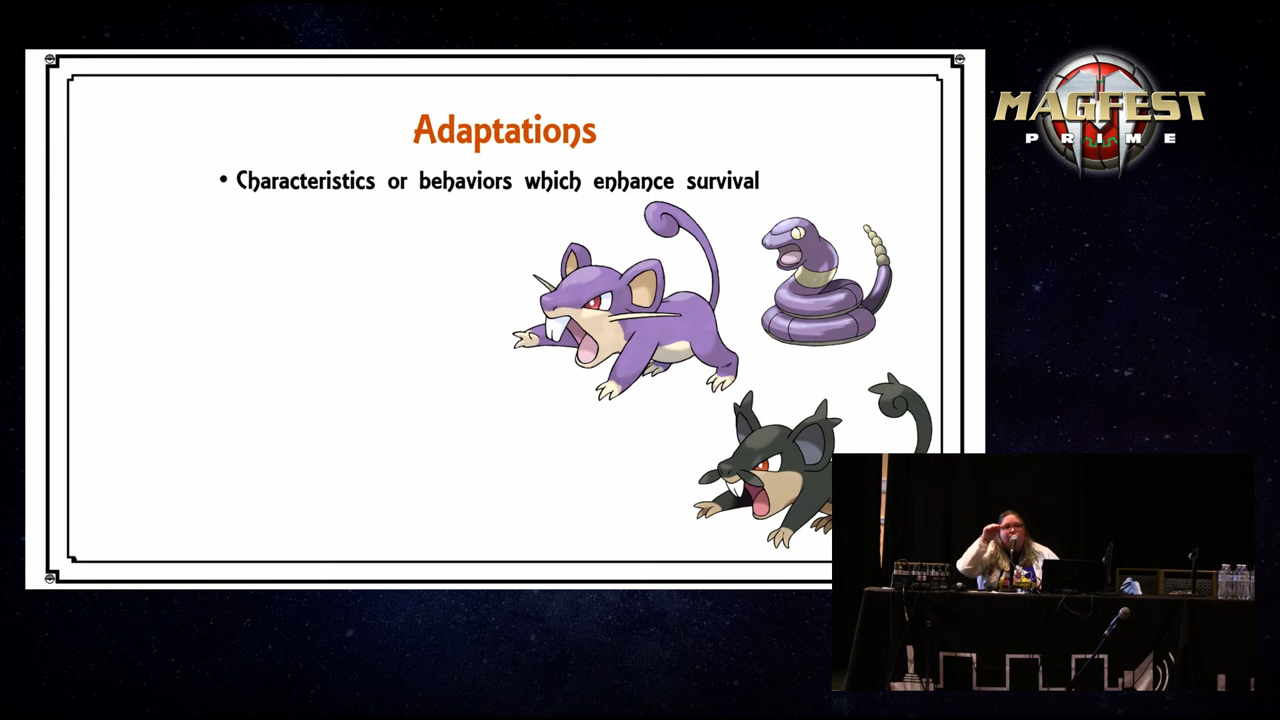 Adaptations
• Characteristics or behaviors which enhance survival
MAGFEST
PRIME